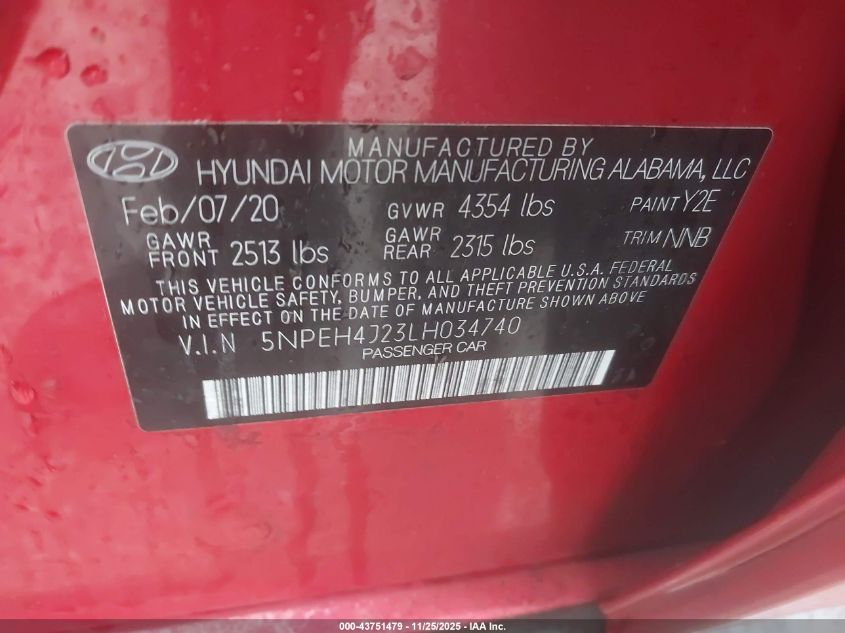 MANUFACTURED BY
HYUNDAI MOTOR MANUFACTURING ALABAMA, LLC
Feb/07/20 GVWR 4354 lbs PAINT Y2E
GAWR FRONT 2513 lbs GAWR REAR 2315 lbs TRIM NNB
THIS VEHICLE CONFORMS TO ALL APPLICABLE U.S.A. FEDERAL
MOTOR VEHICLE SAFETY, BUMPER, AND THEFT PREVENTION STANDARDS
IN EFFECT ON THE DATE OF MANUFACTURE SHOWN ABOVE
V.I.N 5NPEH4J23LH034740
PASSENGER CAR
000-43751479 - 11/25/2025 - IAA Inc.